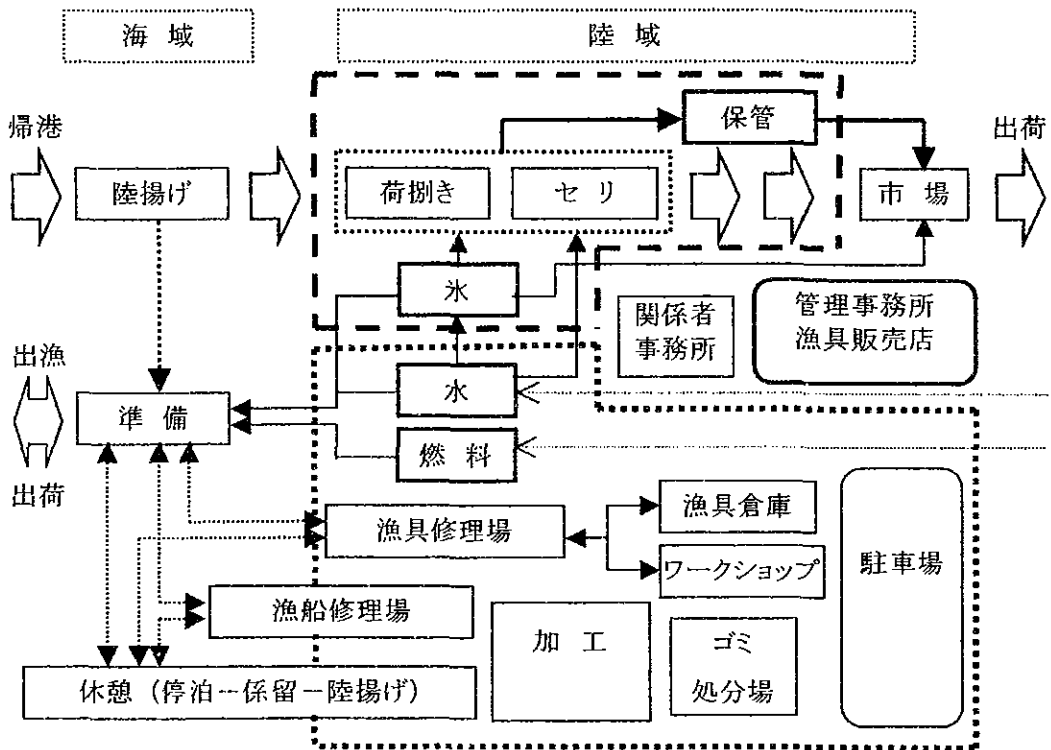 海 域
陸 域
帰港
陸揚げ
荷捌き
セ リ
保管
市 場
出荷
氷
関係者
事務所
管理事務所
漁具販売店
出漁
準 備
出荷
水
燃 料
漁具修理場
漁具倉庫
ワークショップ
駐車場
漁船修理場
加 工
ゴミ
処分場
休憩（停泊－係留－陸揚げ）